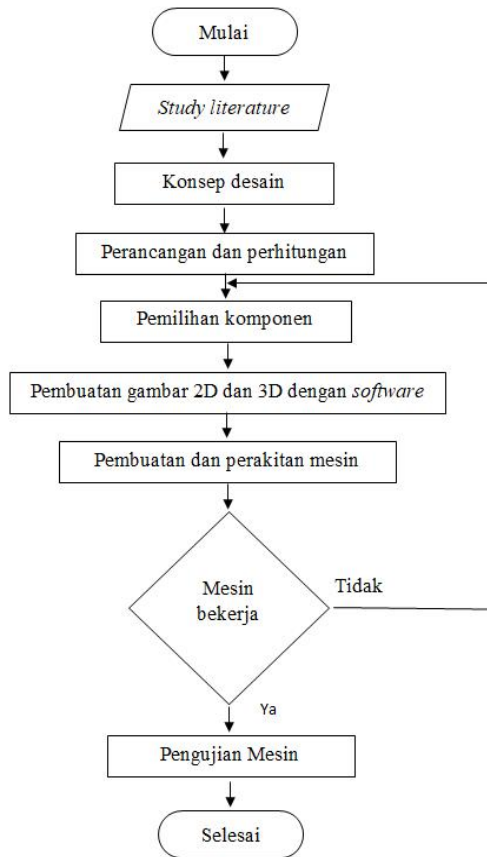 Mulai
Study literature
Konsep desain
Perancangan dan perhitungan
Pemilihan komponen
Pembuatan gambar 2D dan 3D dengan software
Pembuatan dan perakitan mesin
Mesin
bekerja
Tidak
Ya
Pengujian Mesin
Selesai